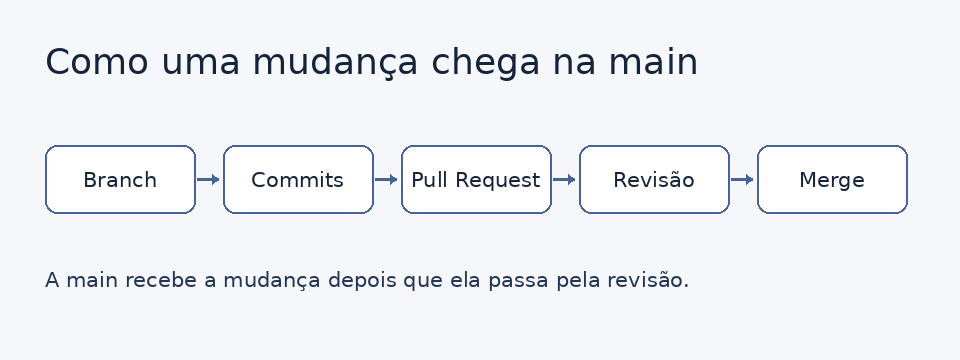 Como uma mudança chega na main
Branch
Commits
Pull Request
Revisão
Merge
A main recebe a mudança depois que ela passa pela revisão.